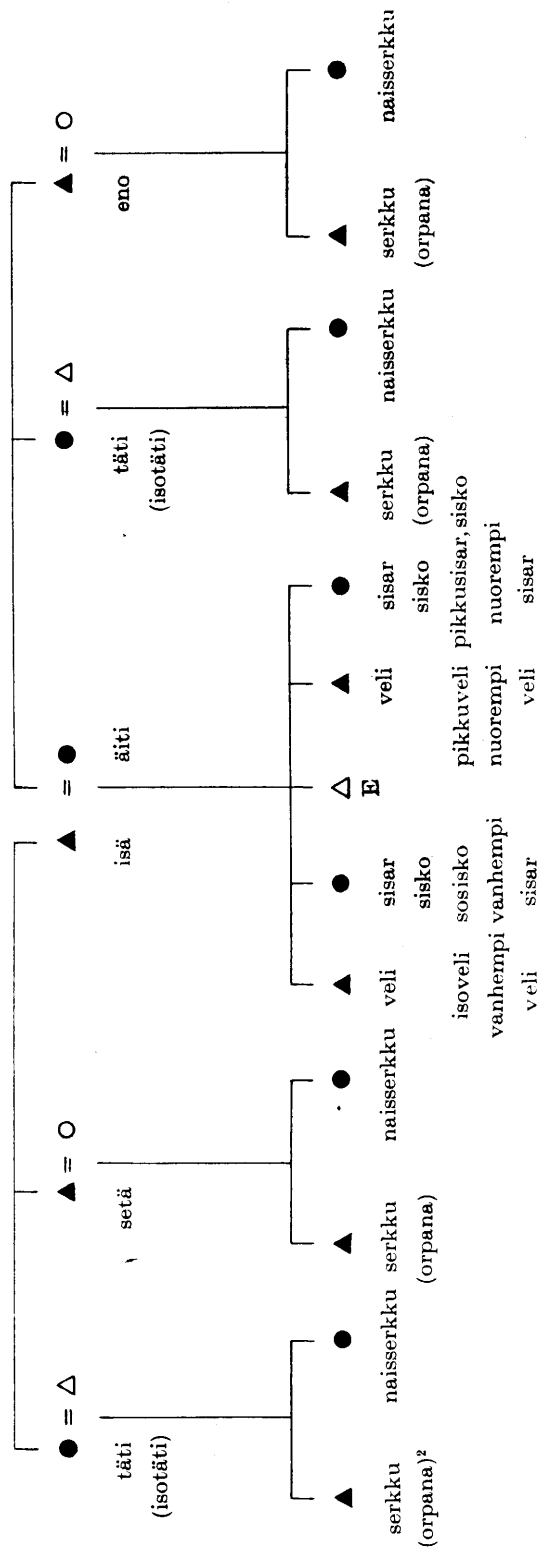 täti setä isä äiti täti eno
(isotäti) (isotäti)
E
serkku naisserkku serkku naisserkku veli sisar veli sisar serkku naisserkku serkku naisserkku
(orpana)² (orpana) sisko sisko (orpana) (orpana)
isoveli sosisko pikkuveli pikkusisar, sisko
vanhempi vanhempi nuorempi nuorempi
veli sisar veli sisar